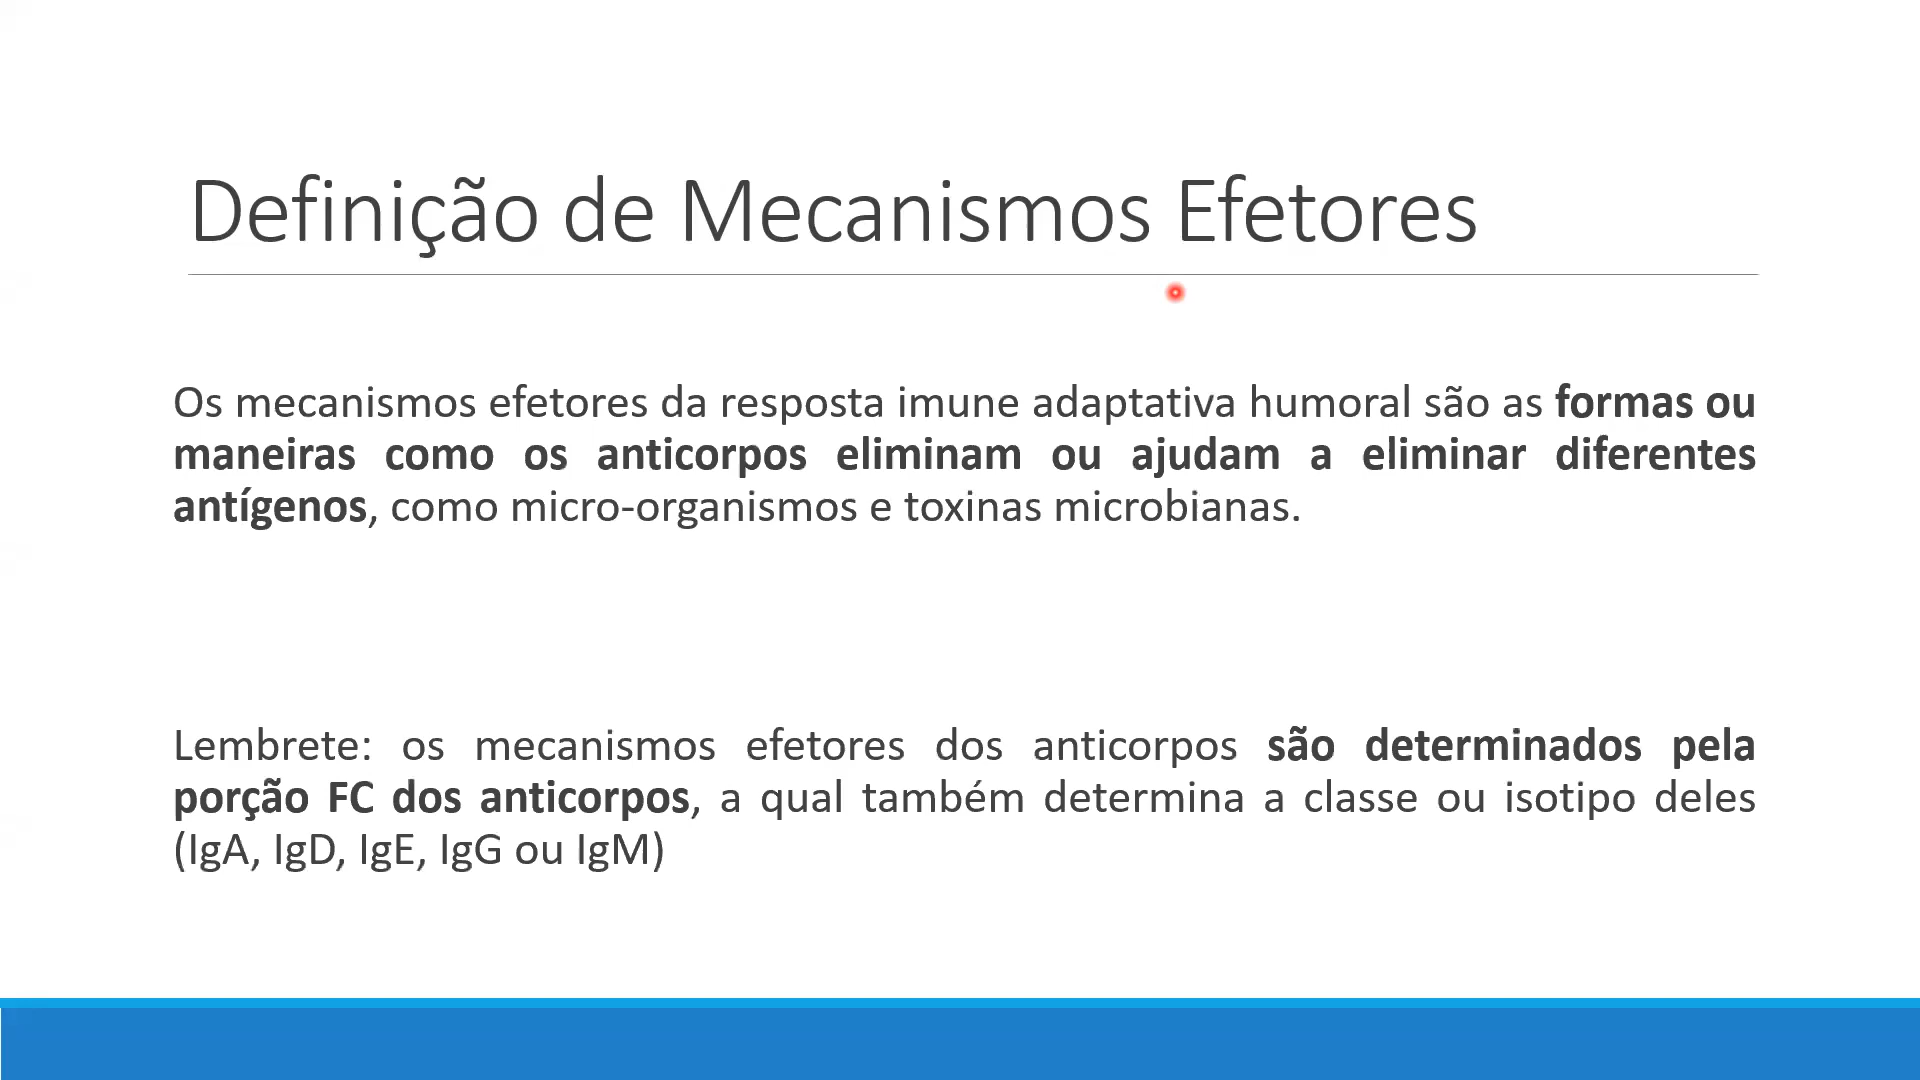 Definição de Mecanismos Efetores
Os mecanismos efetores da resposta imune adaptativa humoral são as formas ou
maneiras como os anticorpos eliminam ou ajudam a eliminar diferentes
antígenos, como micro-organismos e toxinas microbianas.
Lembrete: os mecanismos efetores dos anticorpos são determinados pela
porção FC dos anticorpos, a qual também determina a classe ou isotipo deles
(IgA, IgD, IgE, IgG ou IgM)